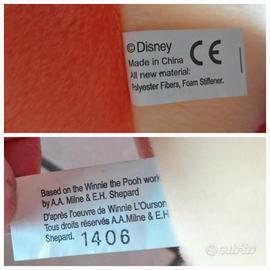 © Disney
Made in China
All new material:
Polyester Fibers, Foam Stiffener.
CE
Based on the Winnie the Pooh work
by A.A. Milne & E.H. Shepard
D'après l'oeuvre de Winnie L'Ourson
Tous droits réservés A.A.Milne & E.H.
Shepard.
1406
subito